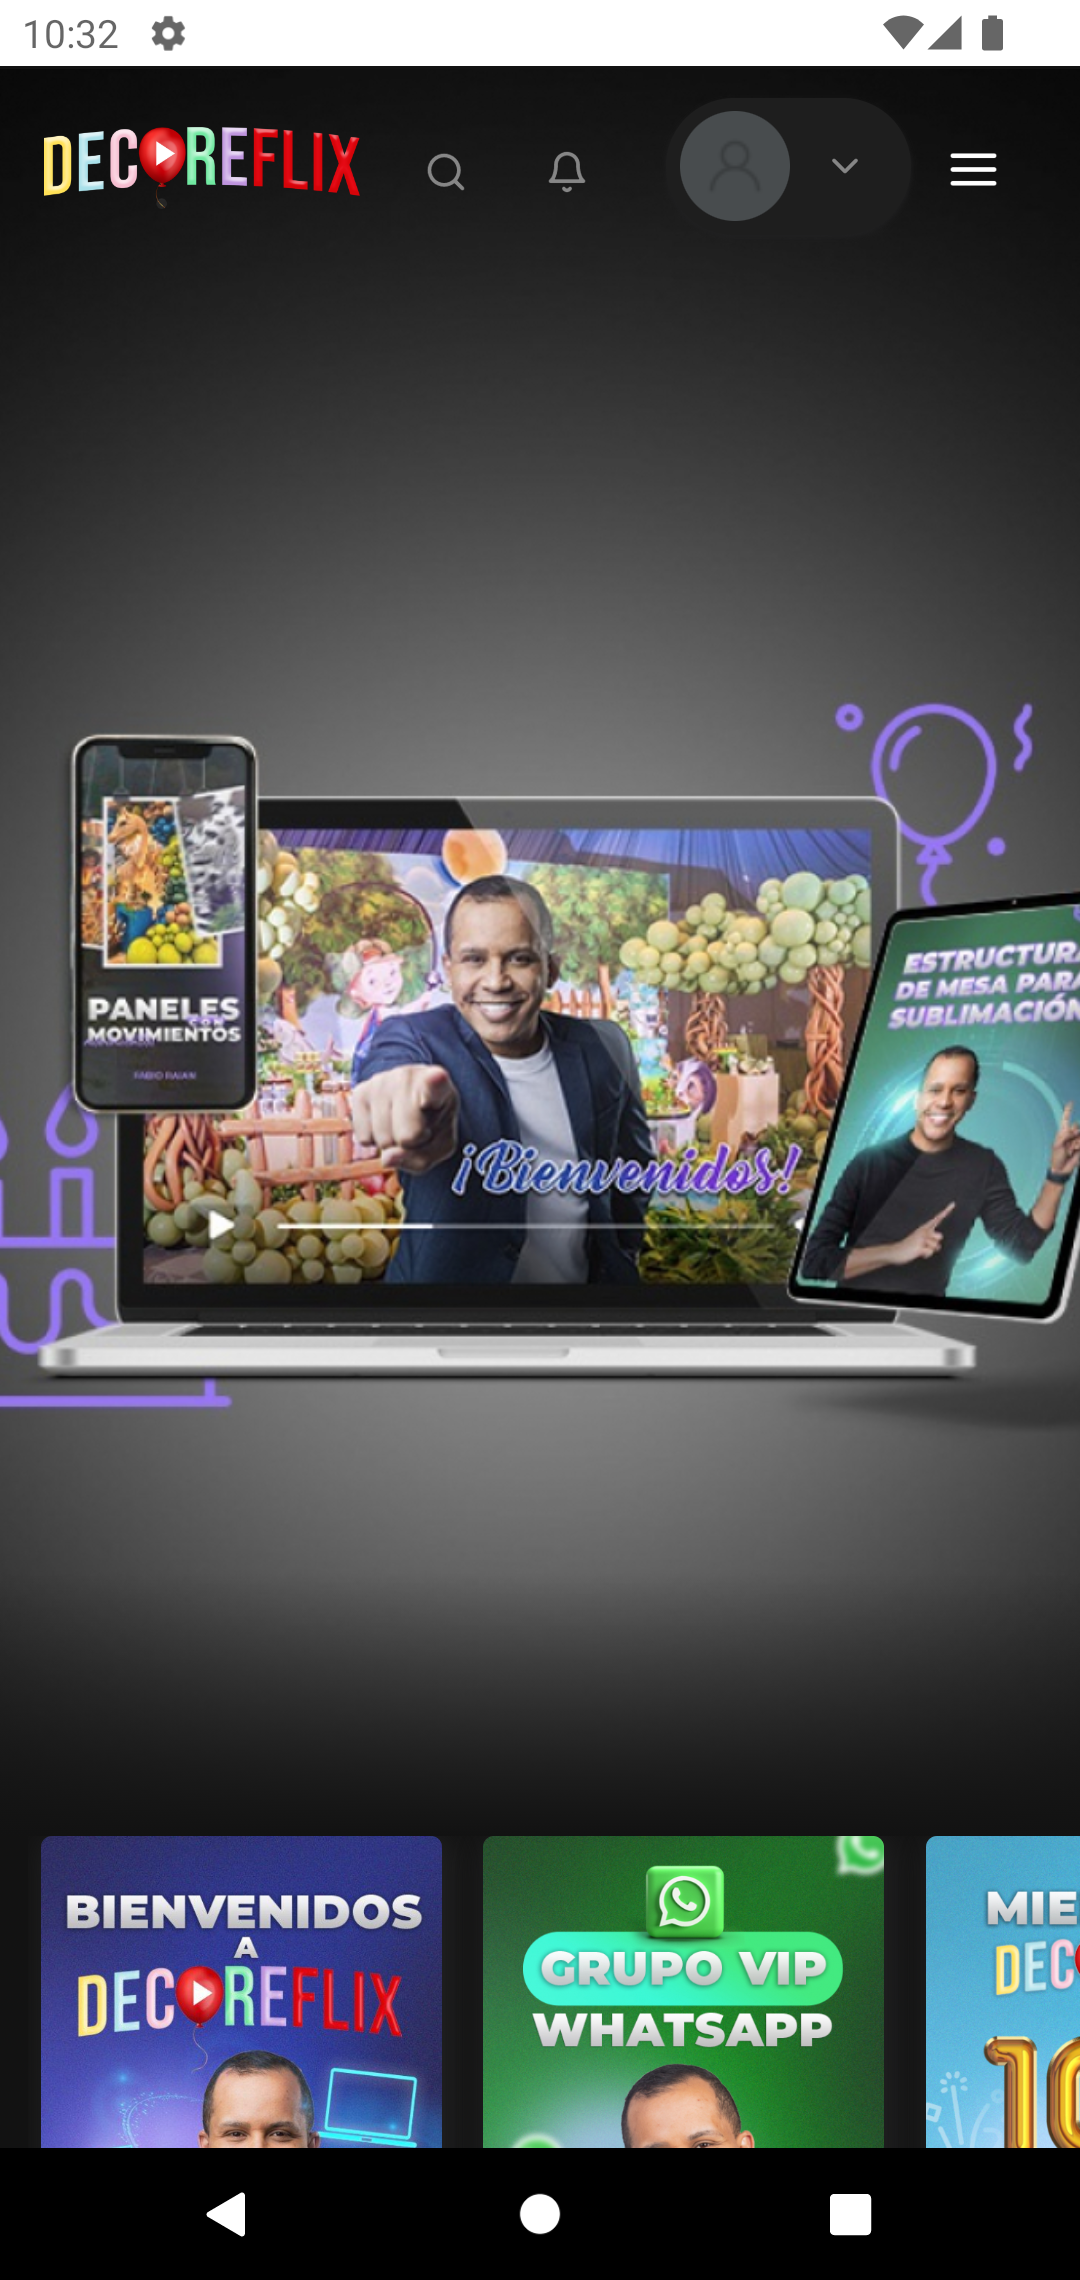 10:32
DECOREFLIX
PANELES
CON
MOVIMIENTOS
FABIO RAIAN
¡Bienvenidos!
ESTRUCTURA
DE MESA PARA
SUBLIMACIÓN
BIENVENIDOS
A
DECOREFLIX
GRUPO VIP
WHATSAPP
MIE
DEC
10